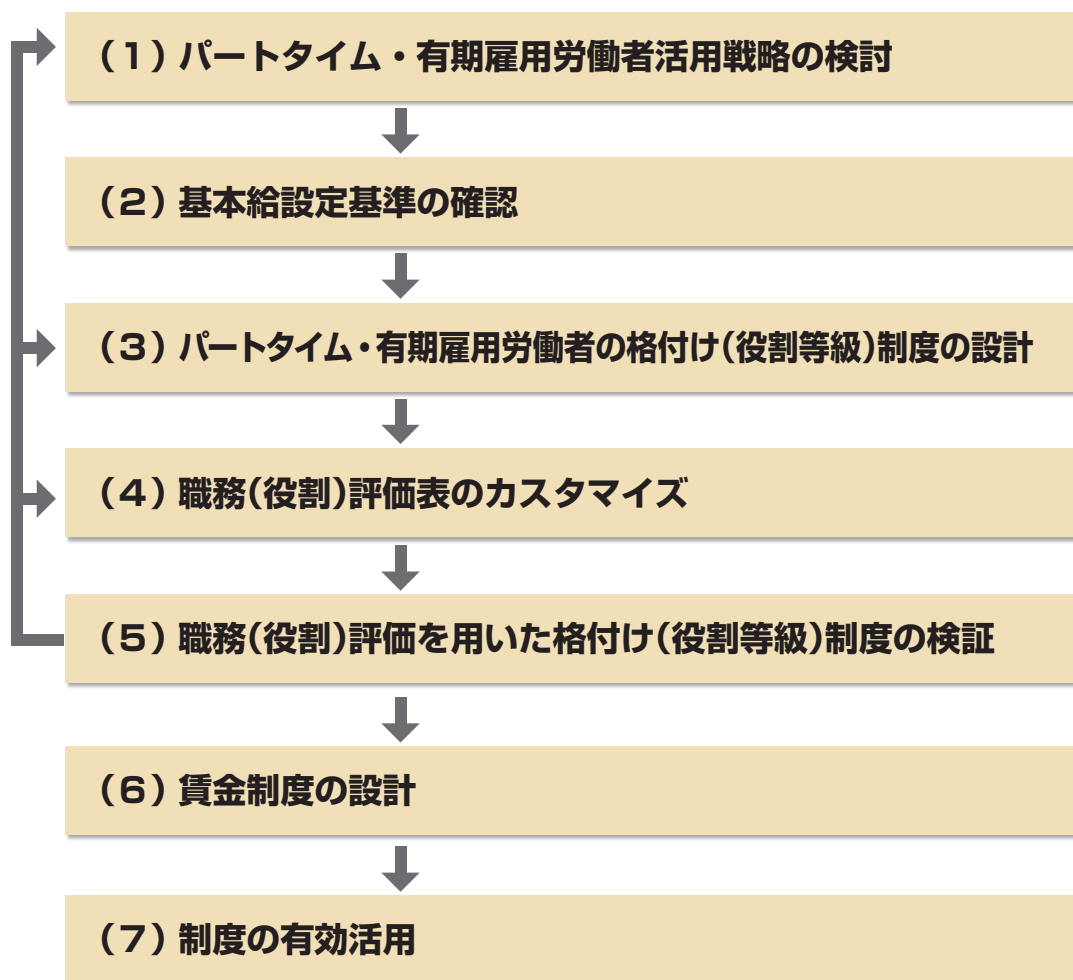 （1）パートタイム・有期雇用労働者活用戦略の検討
（2）基本給設定基準の確認
（3）パートタイム・有期雇用労働者の格付け（役割等級）制度の設計
（4）職務（役割）評価表のカスタマイズ
（5）職務（役割）評価を用いた格付け（役割等級）制度の検証
（6）賃金制度の設計
（7）制度の有効活用